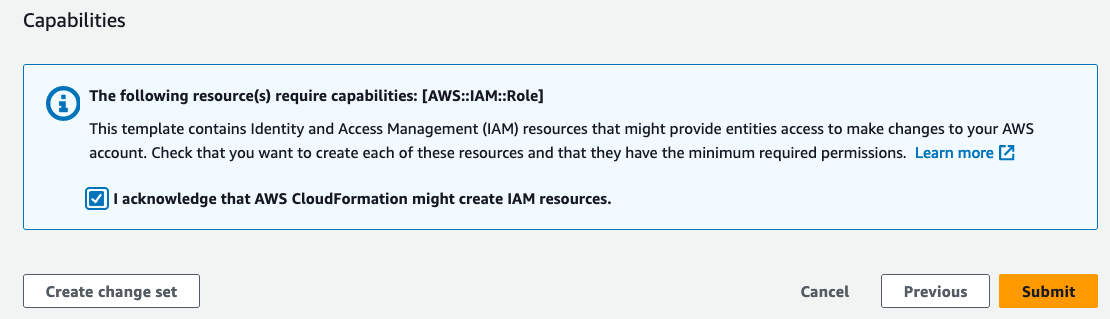 Capabilities
The following resource(s) require capabilities: [AWS::IAM::Role]
This template contains Identity and Access Management (IAM) resources that might provide entities access to make changes to your AWS
account. Check that you want to create each of these resources and that they have the minimum required permissions. Learn more
I acknowledge that AWS CloudFormation might create IAM resources.
Create change set Cancel Previous Submit